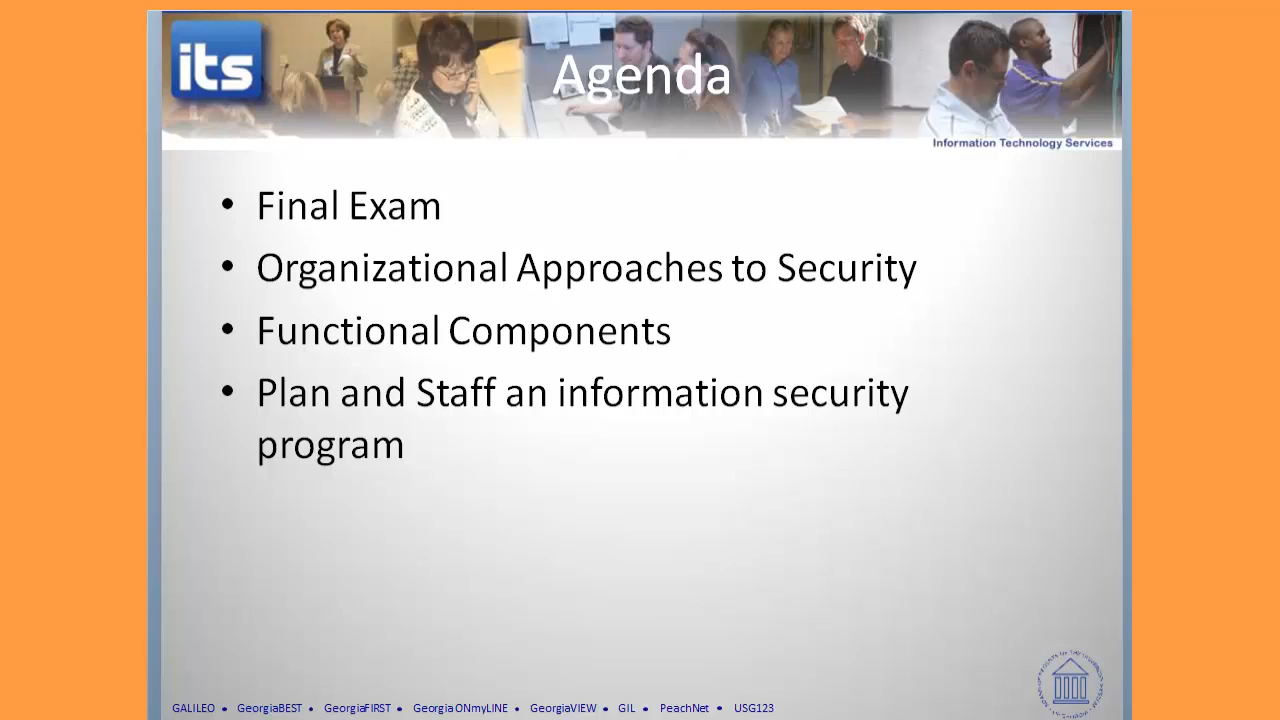 its
Agenda
Information Technology Services
• Final Exam
• Organizational Approaches to Security
• Functional Components
• Plan and Staff an information security
program
GALILEO • GeorgiaBEST • GeorgiaFIRST • Georgia ONmyLINE • GeorgiaVIEW • GIL • PeachNet • USG123